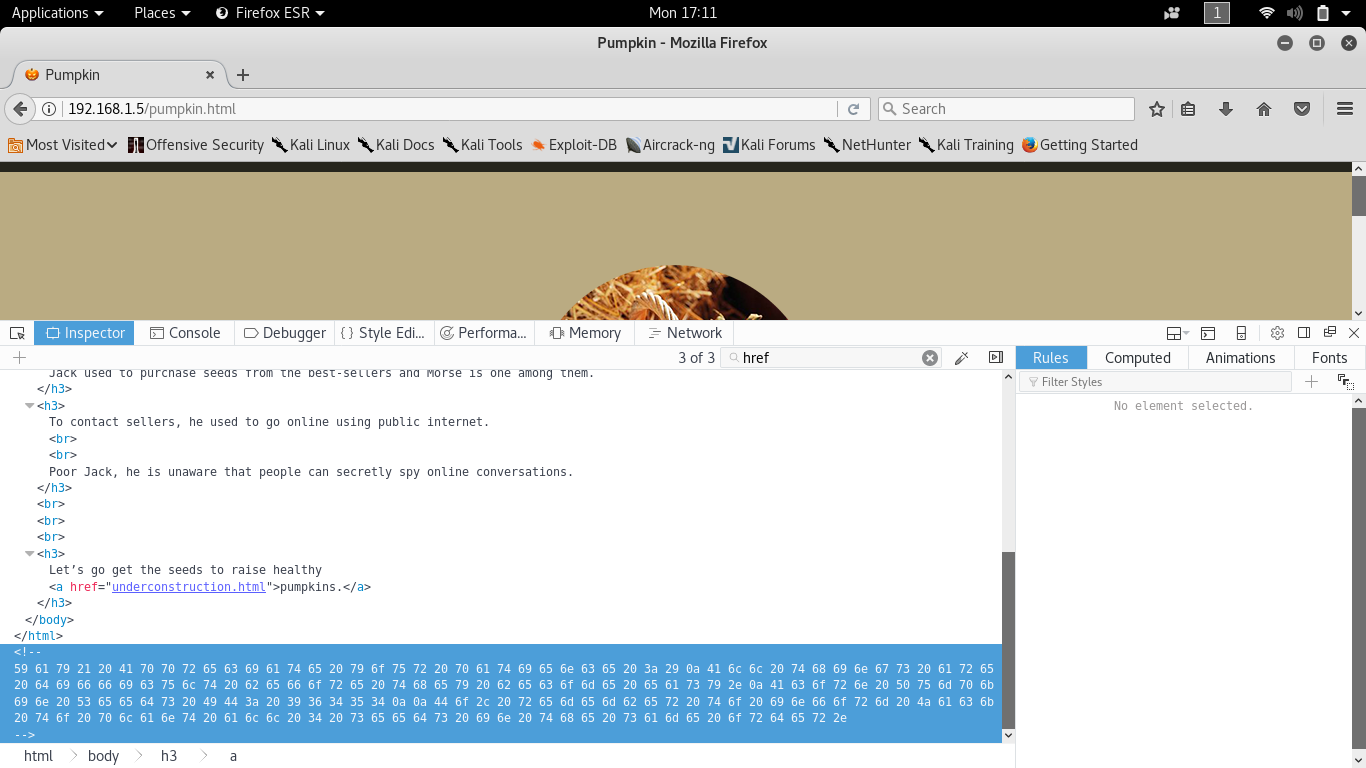 Applications Places Firefox ESR Mon 17:11 1
Pumpkin - Mozilla Firefox
Pumpkin
192.168.1.5/pumpkin.html Search
Most Visited Offensive Security Kali Linux Kali Docs Kali Tools Exploit-DB Aircrack-ng Kali Forums NetHunter Kali Training Getting Started
Inspector Console Debugger { } Style Edi... Performa... Memory Network
3 of 3 href Rules Computed Animations Fonts
Jack used to purchase seeds from the best-sellers and Morse is one among them. Filter Styles
</h3>
<h3> No element selected.
To contact sellers, he used to go online using public internet.
<br>
<br>
Poor Jack, he is unaware that people can secretly spy online conversations.
</h3>
<br>
<br>
<br>
<h3>
Let’s go get the seeds to raise healthy
<a href="underconstruction.html">pumpkins.</a>
</h3>
</body>
</html>
<!--
59 61 79 21 20 41 70 70 72 65 63 69 61 74 65 20 79 6f 75 72 20 70 61 74 69 65 6e 63 65 20 3a 29 0a 41 6c 6c 20 74 68 69 6e 67 73 20 61 72 65
20 64 69 66 66 69 63 75 6c 74 20 62 65 66 6f 72 65 20 74 68 65 79 20 62 65 63 6f 6d 65 20 65 61 73 79 2e 0a 41 63 6f 72 6e 20 50 75 6d 70 6b
69 6e 20 53 65 65 64 73 20 49 44 3a 20 39 36 34 35 34 0a 0a 44 6f 2c 20 72 65 6d 65 6d 62 65 72 20 74 6f 20 69 6e 66 6f 72 6d 20 4a 61 63 6b
20 74 6f 20 70 6c 61 6e 74 20 61 6c 6c 20 34 20 73 65 65 64 73 20 69 6e 20 74 68 65 20 73 61 6d 65 20 6f 72 64 65 72 2e
-->
html body h3 a